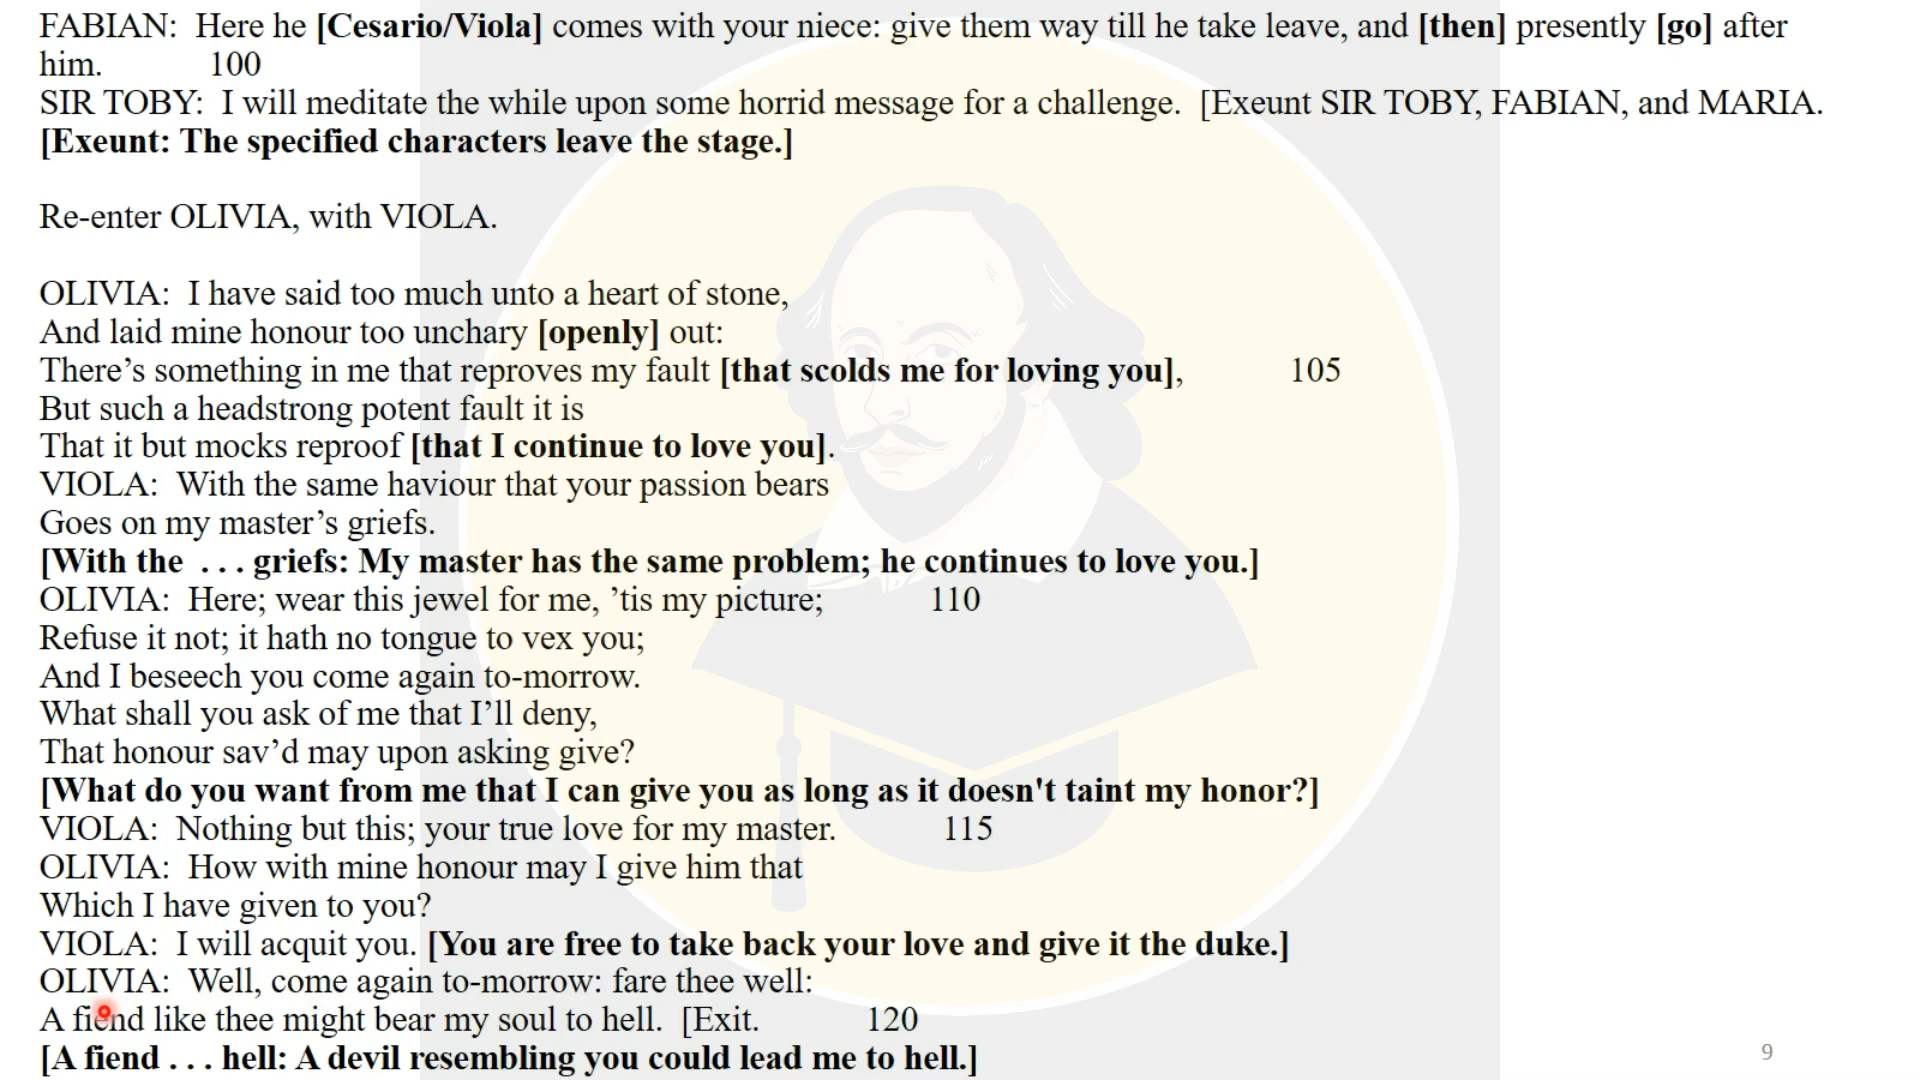 FABIAN:  Here he [Cesario/Viola] comes with your niece: give them way till he take leave, and [then] presently [go] after
him.            100
SIR TOBY:  I will meditate the while upon some horrid message for a challenge.  [Exeunt SIR TOBY, FABIAN, and MARIA.
[Exeunt: The specified characters leave the stage.]
Re-enter OLIVIA, with VIOLA.
OLIVIA:  I have said too much unto a heart of stone,
And laid mine honour too unchary [openly] out:
There’s something in me that reproves my fault [that scolds me for loving you],            105
But such a headstrong potent fault it is
That it but mocks reproof [that I continue to love you].
VIOLA:  With the same haviour that your passion bears
Goes on my master’s griefs.
[With the  . . . griefs: My master has the same problem; he continues to love you.]
OLIVIA:  Here; wear this jewel for me, ’tis my picture;            110
Refuse it not; it hath no tongue to vex you;
And I beseech you come again to-morrow.
What shall you ask of me that I’ll deny,
That honour sav’d may upon asking give?
[What do you want from me that I can give you as long as it doesn't taint my honor?]
VIOLA:  Nothing but this; your true love for my master.            115
OLIVIA:  How with mine honour may I give him that
Which I have given to you?
VIOLA:  I will acquit you. [You are free to take back your love and give it the duke.]
OLIVIA:  Well, come again to-morrow: fare thee well:
A fiend like thee might bear my soul to hell.  [Exit.            120
[A fiend . . . hell: A devil resembling you could lead me to hell.]
9